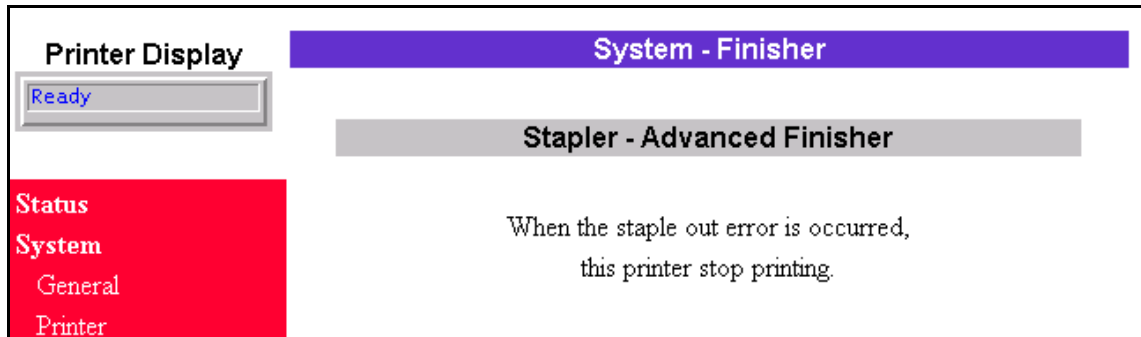 Printer Display
Ready
Status
System
General
Printer
System - Finisher
Stapler - Advanced Finisher
When the staple out error is occurred,
this printer stop printing.